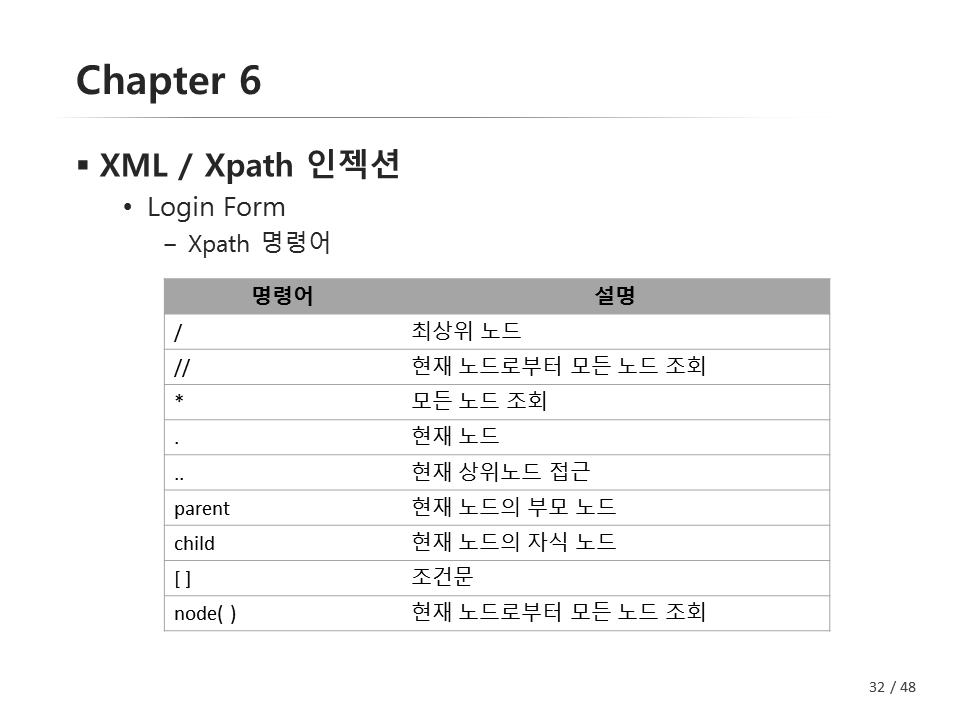 Chapter 6
▪ XML / Xpath 인젝션
• Login Form
– Xpath 명령어
명령어 설명
/ 최상위 노드
// 현재 노드로부터 모든 노드 조회
* 모든 노드 조회
. 현재 노드
.. 현재 상위노드 접근
parent 현재 노드의 부모 노드
child 현재 노드의 자식 노드
[ ] 조건문
node( ) 현재 노드로부터 모든 노드 조회
32 / 48